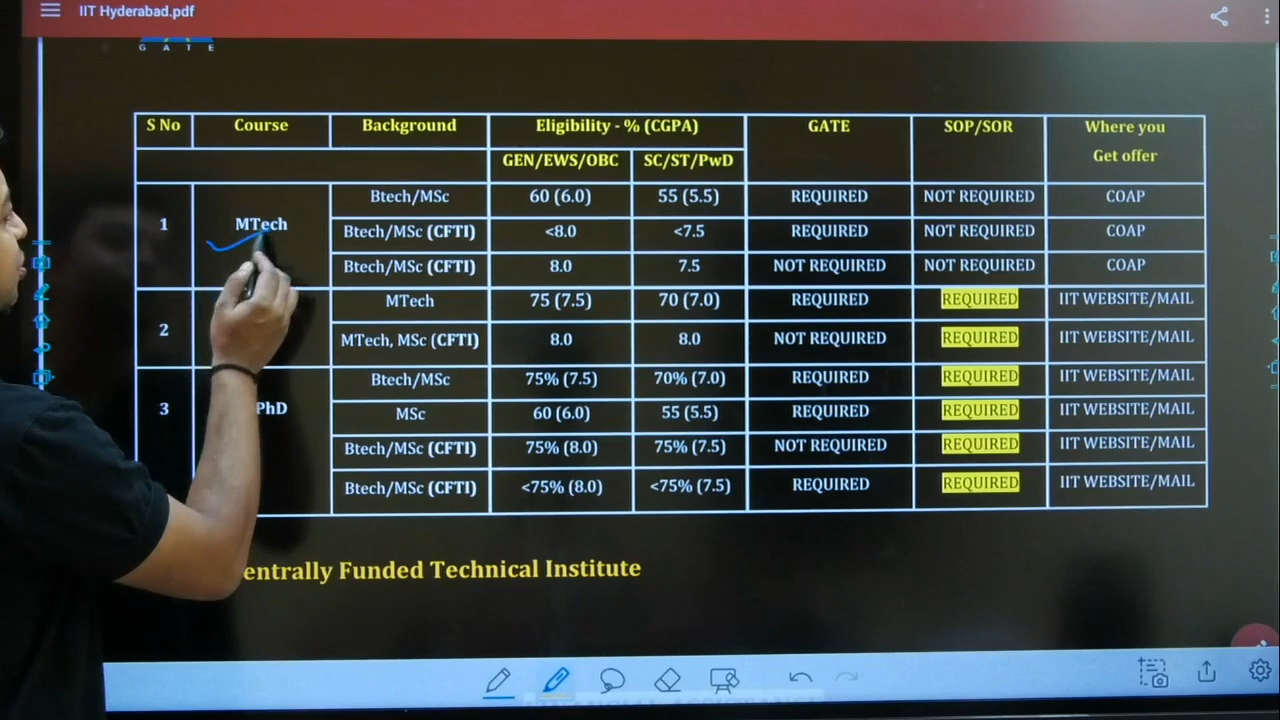 IIT Hyderabad.pdf
G A T E
S No Course Background Eligibility - % (CGPA) GATE SOP/SOR Where you
Get offer
GEN/EWS/OBC SC/ST/PwD
1 MTech Btech/MSc 60 (6.0) 55 (5.5) REQUIRED NOT REQUIRED COAP
Btech/MSc (CFTI) <8.0 <7.5 REQUIRED NOT REQUIRED COAP
Btech/MSc (CFTI) 8.0 7.5 NOT REQUIRED NOT REQUIRED COAP
2 MTech 75 (7.5) 70 (7.0) REQUIRED REQUIRED IIT WEBSITE/MAIL
MTech, MSc (CFTI) 8.0 8.0 NOT REQUIRED REQUIRED IIT WEBSITE/MAIL
3 PhD Btech/MSc 75% (7.5) 70% (7.0) REQUIRED REQUIRED IIT WEBSITE/MAIL
MSc 60 (6.0) 55 (5.5) REQUIRED REQUIRED IIT WEBSITE/MAIL
Btech/MSc (CFTI) 75% (8.0) 75% (7.5) NOT REQUIRED REQUIRED IIT WEBSITE/MAIL
Btech/MSc (CFTI) <75% (8.0) <75% (7.5) REQUIRED REQUIRED IIT WEBSITE/MAIL
entrally Funded Technical Institute